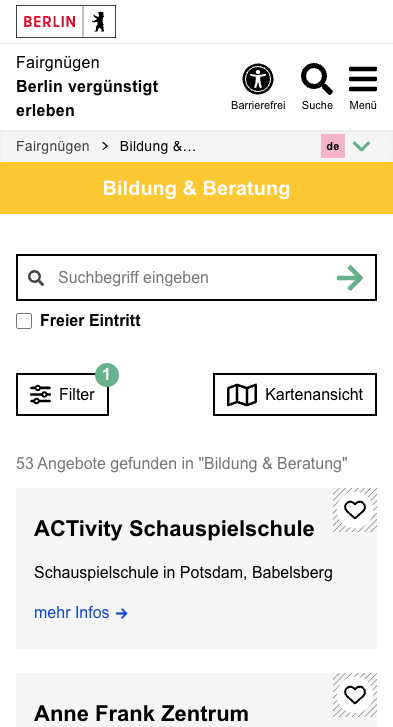 BERLIN
Fairgnügen
Berlin vergünstigt
erleben
Barrierefrei
Suche
Menü
Fairgnügen > Bildung &...
de
Bildung & Beratung
Suchbegriff eingeben
Freier Eintritt
Filter
1
Kartenansicht
53 Angebote gefunden in "Bildung & Beratung"
ACTivity Schauspielschule
Schauspielschule in Potsdam, Babelsberg
mehr Infos
Anne Frank Zentrum